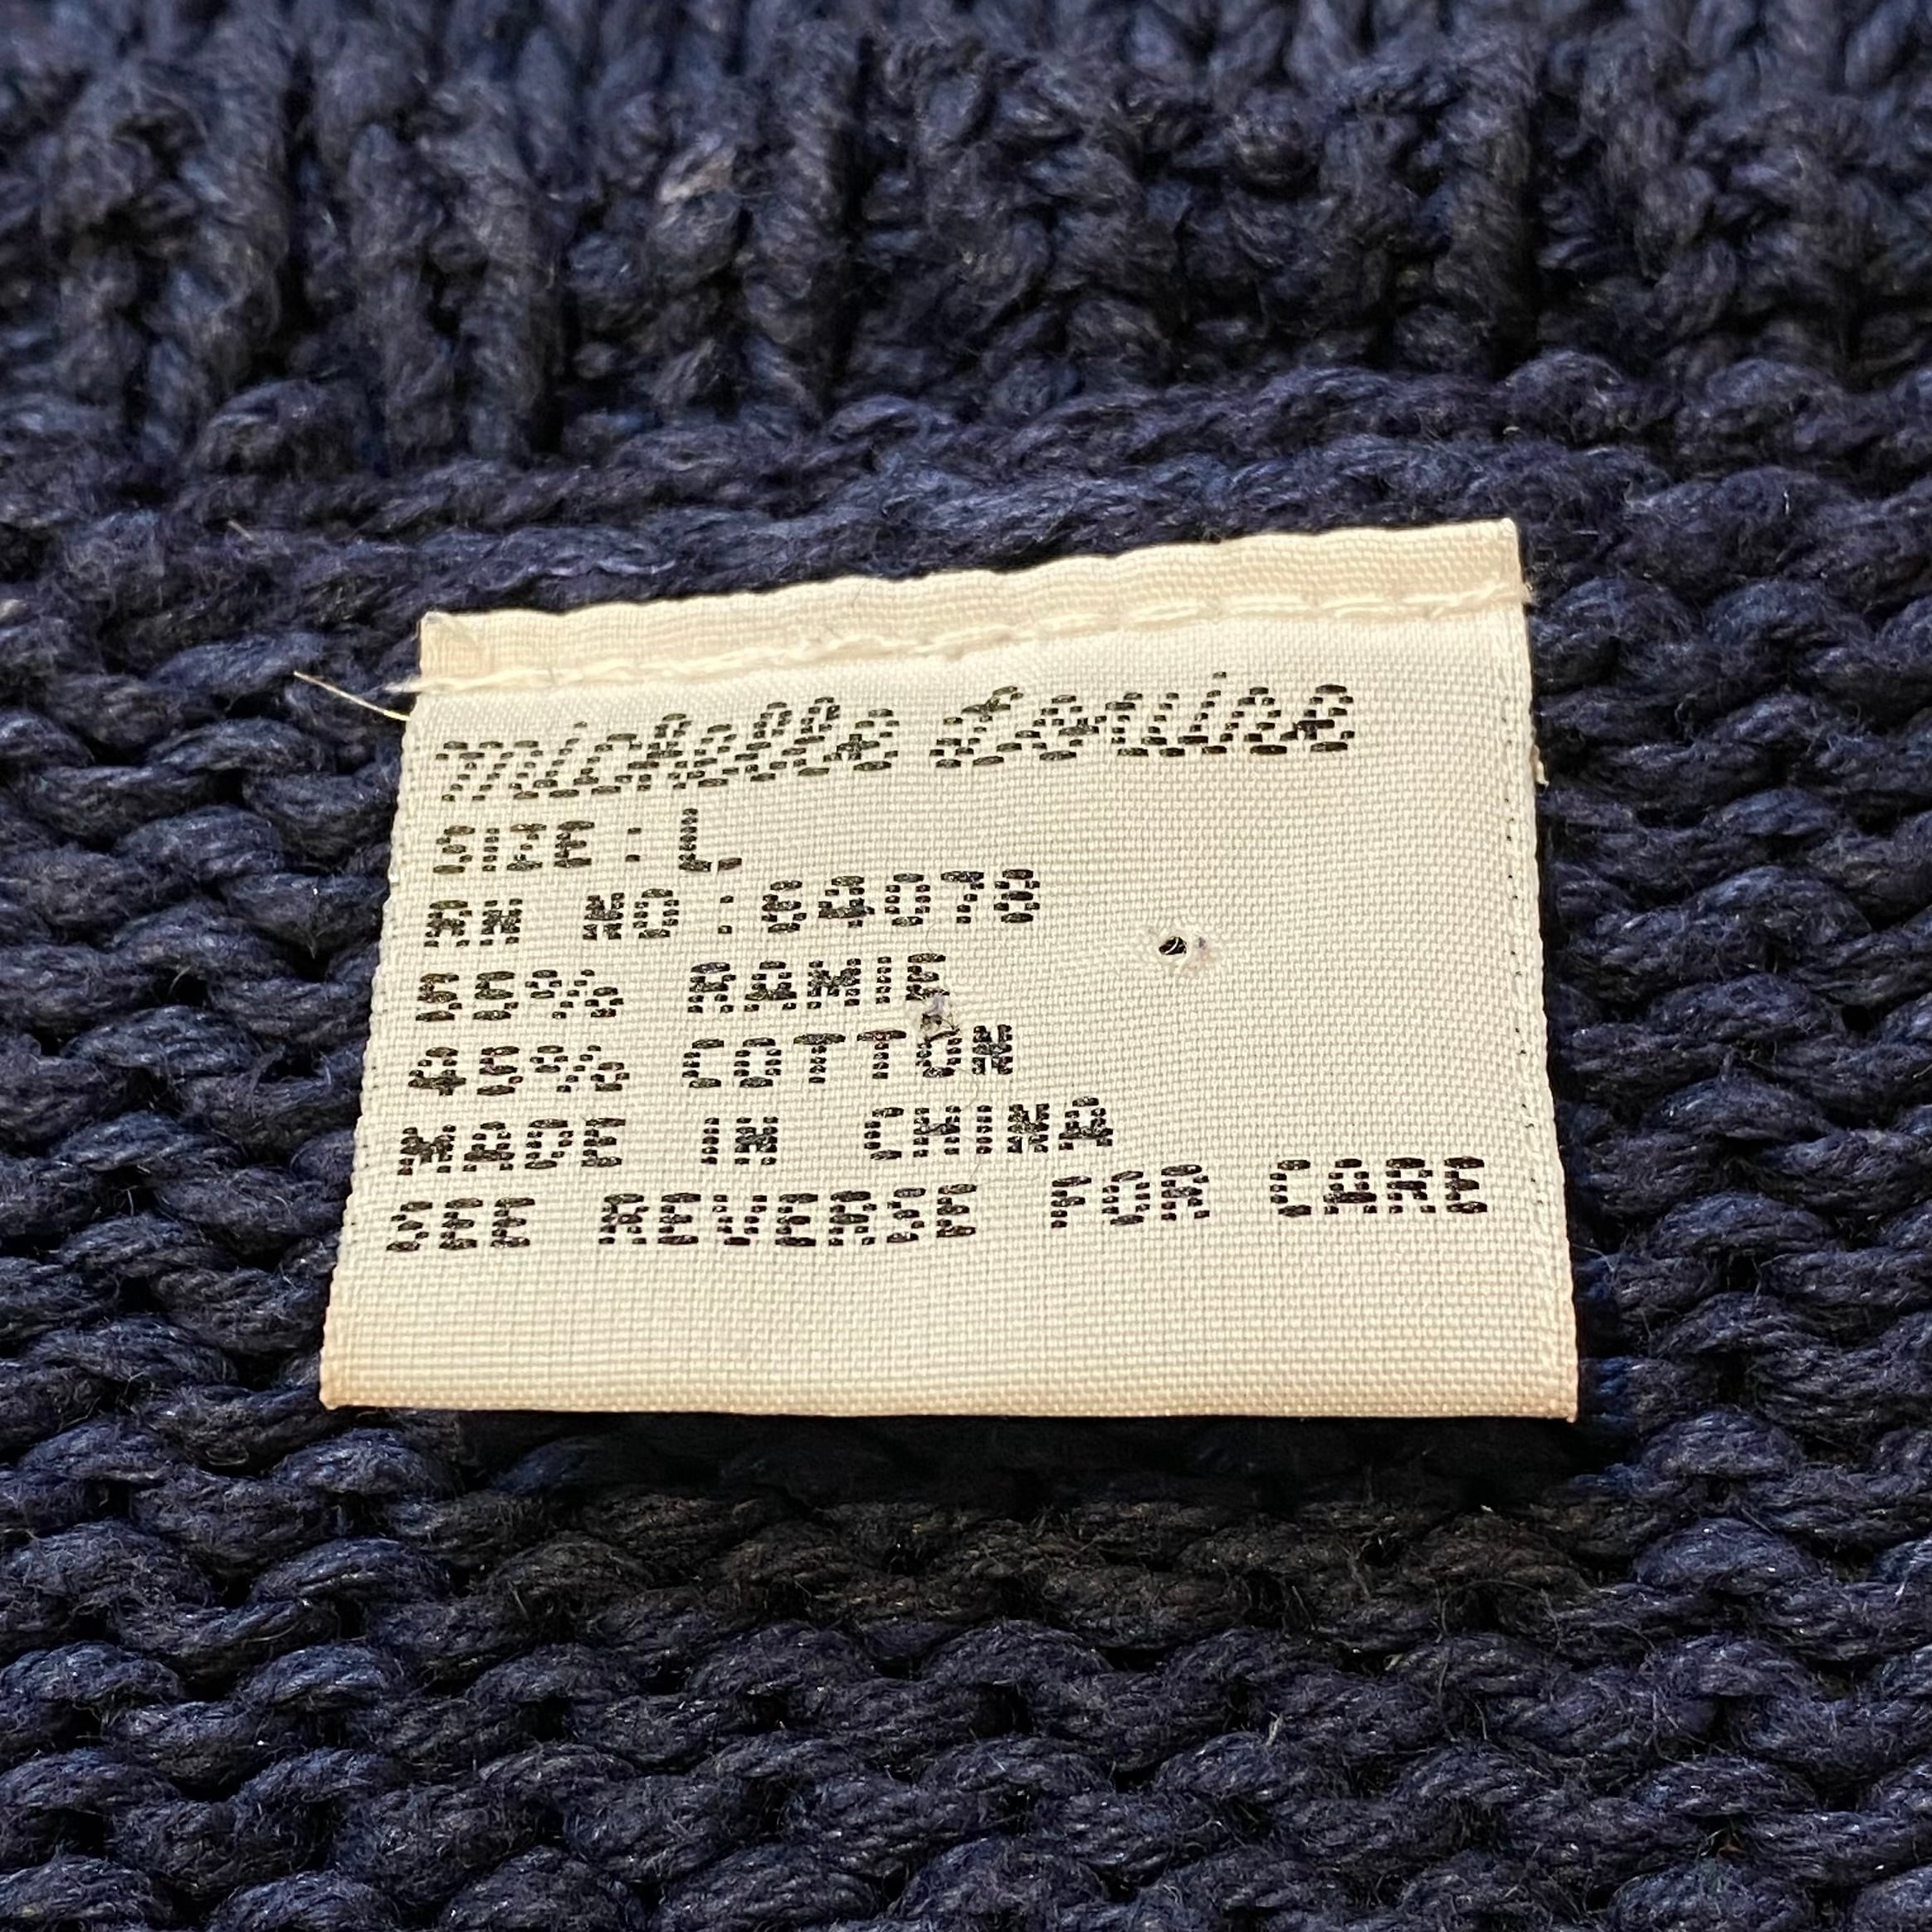 michelle Louise
SIZE: L
RN NO:64078
55% RAMIE
45% COTTON
MADE IN CHINA
SEE REVERSE FOR CARE